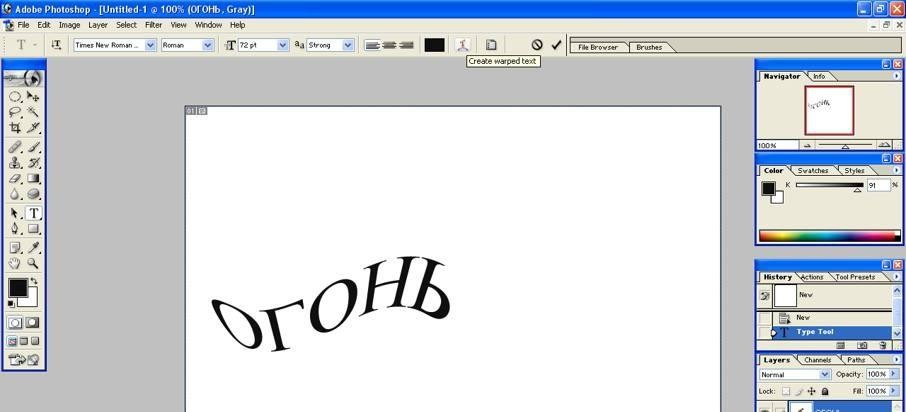 Adobe Photoshop - [Untitled-1 @ 100% (ОГОНЬ, Gray)]
File Edit Image Layer Select Filter View Window Help
T T Times New Roman ... Roman T 72 pt aa Strong T File Browser Brushes
Create warped text
Navigator Info
01
100%
Color Swatches Styles
K 91 %
T
ОГОНЬ
History Actions Tool Presets
New
New
T Type Tool
Layers Channels Paths
Normal Opacity: 100%
Lock: Fill: 100%